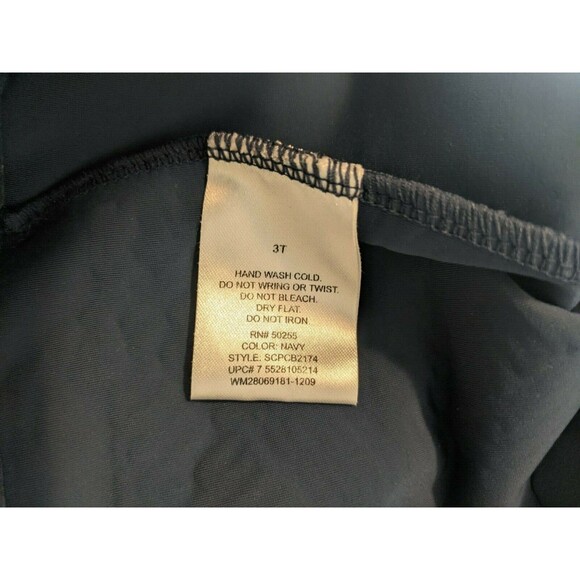 3T
HAND WASH COLD.
DO NOT WRING OR TWIST.
DO NOT BLEACH.
DRY FLAT.
DO NOT IRON.
RN# 50255
COLOR: NAVY
STYLE: SCPCB2174
UPC# 7 5528105214
WM28069181-1209